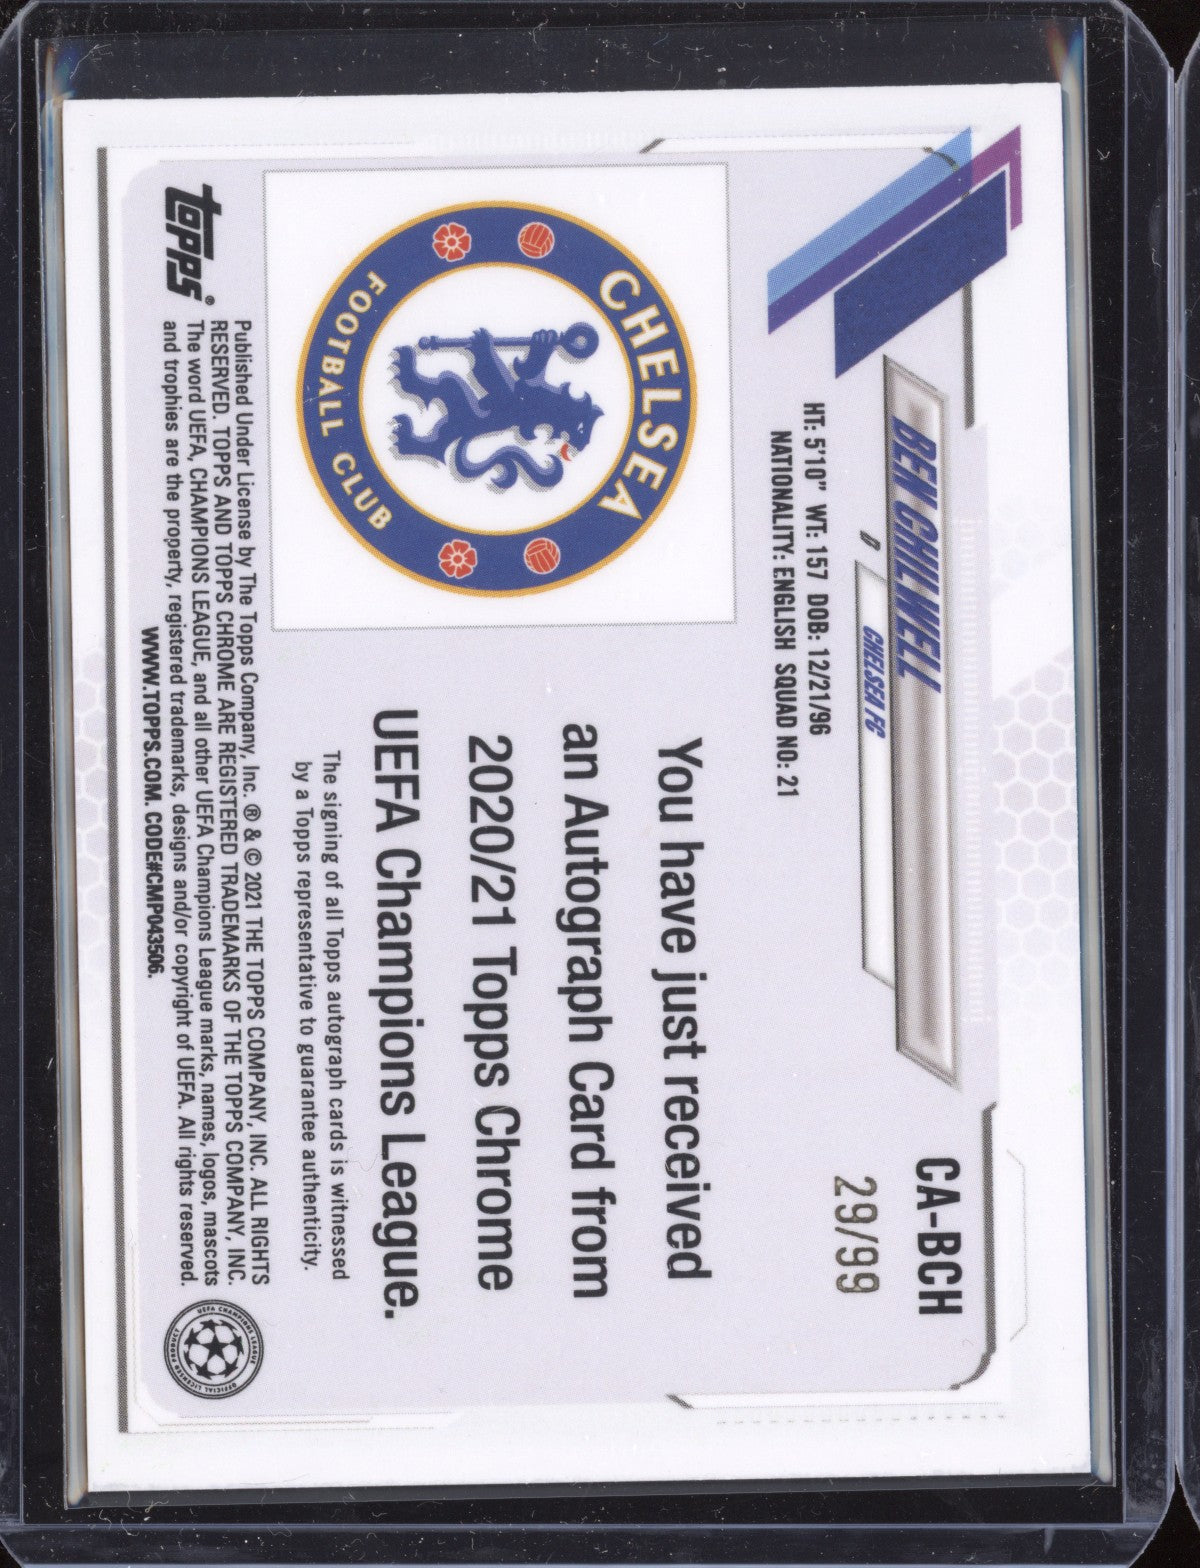 BEN CHILWELL
D
CHELSEA FC
CA-BCH
29/99
HT: 5'10" WT: 157 DOB: 12/21/96
NATIONALITY: ENGLISH SQUAD NO: 21
CHELSEA
FOOTBALL CLUB
You have just received
an Autograph Card from
2020/21 Topps Chrome
UEFA Champions League.
The signing of all Topps autograph cards is witnessed
by a Topps representative to guarantee authenticity.
topps®
Published Under License by The Topps Company, Inc. ® & © 2021 THE TOPPS COMPANY, INC. ALL RIGHTS
RESERVED. TOPPS AND TOPPS CHROME ARE REGISTERED TRADEMARKS OF THE TOPPS COMPANY, INC.
The word UEFA, CHAMPIONS LEAGUE, and all other UEFA Champions League marks, names, logos, mascots
and trophies are the property, registered trademarks, designs and/or copyright of UEFA. All rights reserved.
WWW.TOPPS.COM. CODE#CMP043506.
UEFA CHAMPIONS LEAGUE
OFFICIAL LICENSED PRODUCT